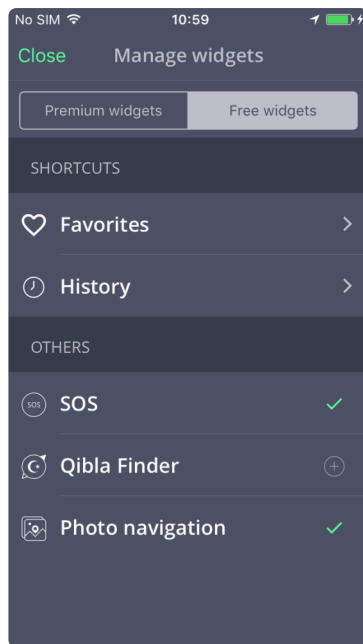 No SIM 10:59
Close Manage widgets
Premium widgets Free widgets
SHORTCUTS
Favorites
History
OTHERS
SOS SOS
Qibla Finder
Photo navigation